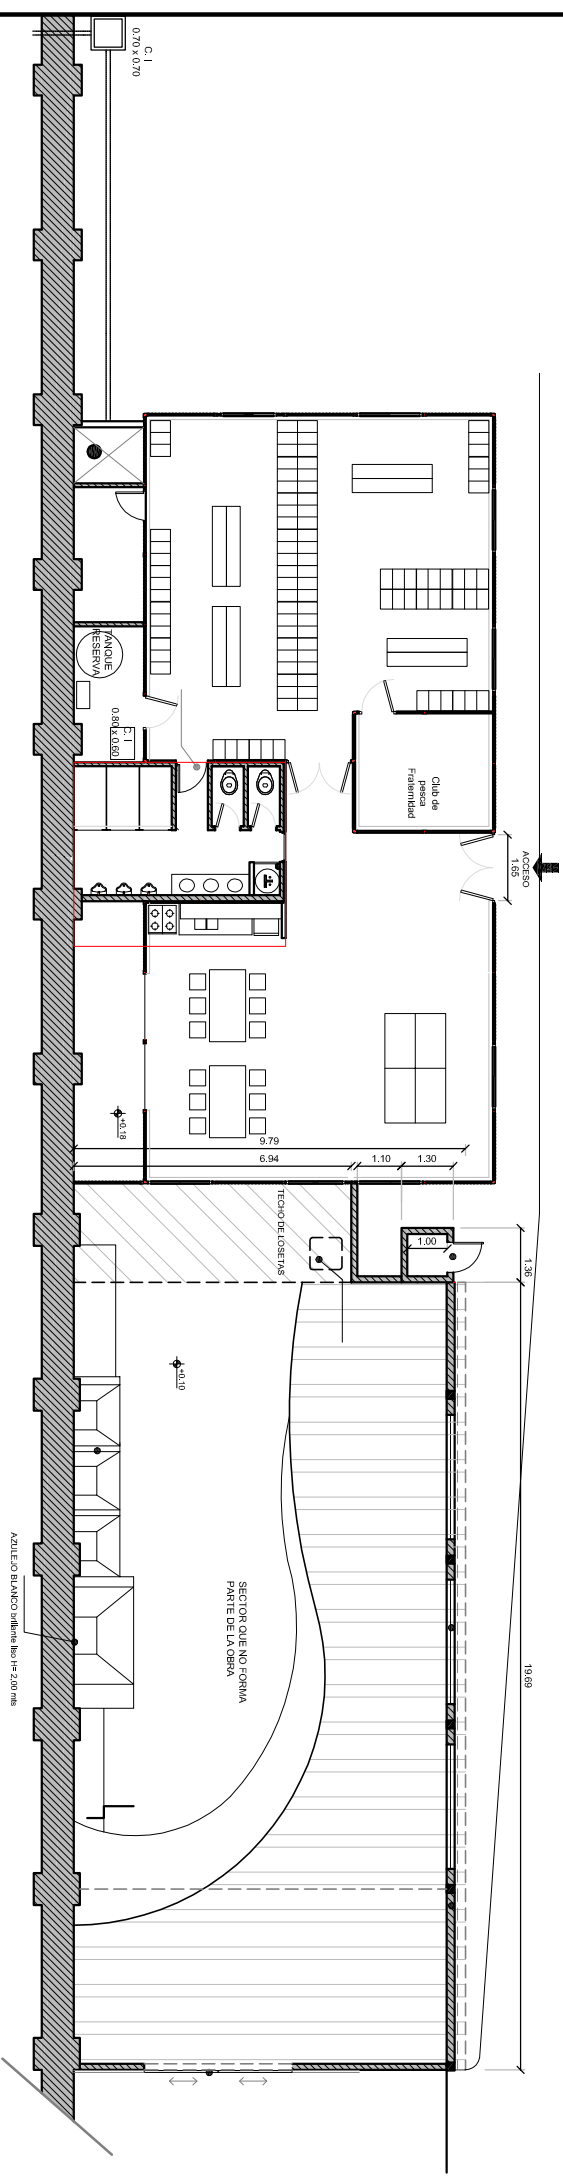 C. I
0.70 x 0.70
TANQUE
RESERVA
C. I
0.80 x 0.60
Club de
pesca
Fraternidad
ACCESO
1.65
+0.18
9.79
6.94
1.10
1.30
TECHO DE LOSETAS
1.00
1.36
+0.10
19.69
SECTOR QUE NO FORMA
PARTE DE LA OBRA
AZULEJO BLANCO brillante liso H= 2,00 mts